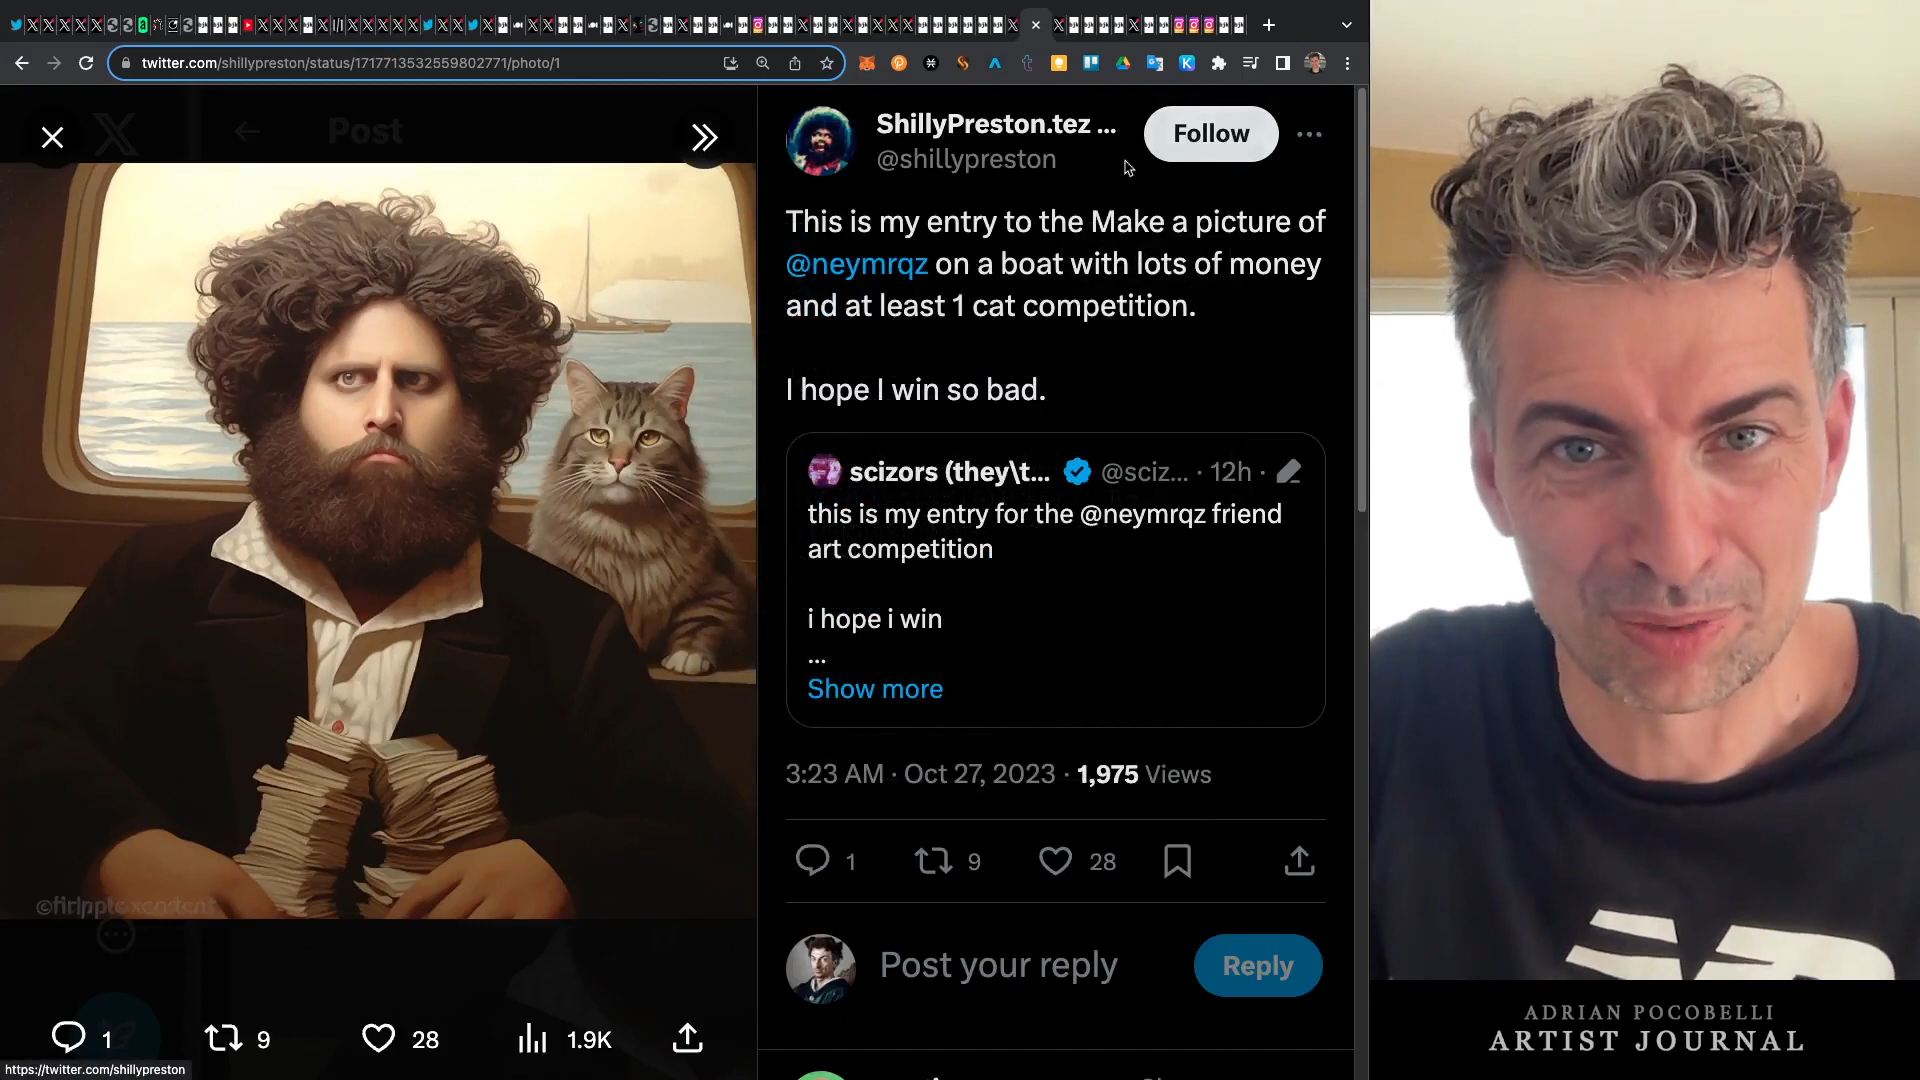 twitter.com/shillypreston/status/1717713532559802771/photo/1
Post
ShillyPreston.tez ...
@shillypreston
Follow
This is my entry to the Make a picture of
@neymrqz on a boat with lots of money
and at least 1 cat competition.
I hope I win so bad.
scizors (they\t... @sciz... · 12h ·
this is my entry for the @neymrqz friend
art competition
i hope i win
...
Show more
3:23 AM · Oct 27, 2023 · 1,975 Views
1 9 28
Post your reply
Reply
1 9 28 1.9K
https://twitter.com/shillypreston
ADRIAN POCOBELLI
ARTIST JOURNAL